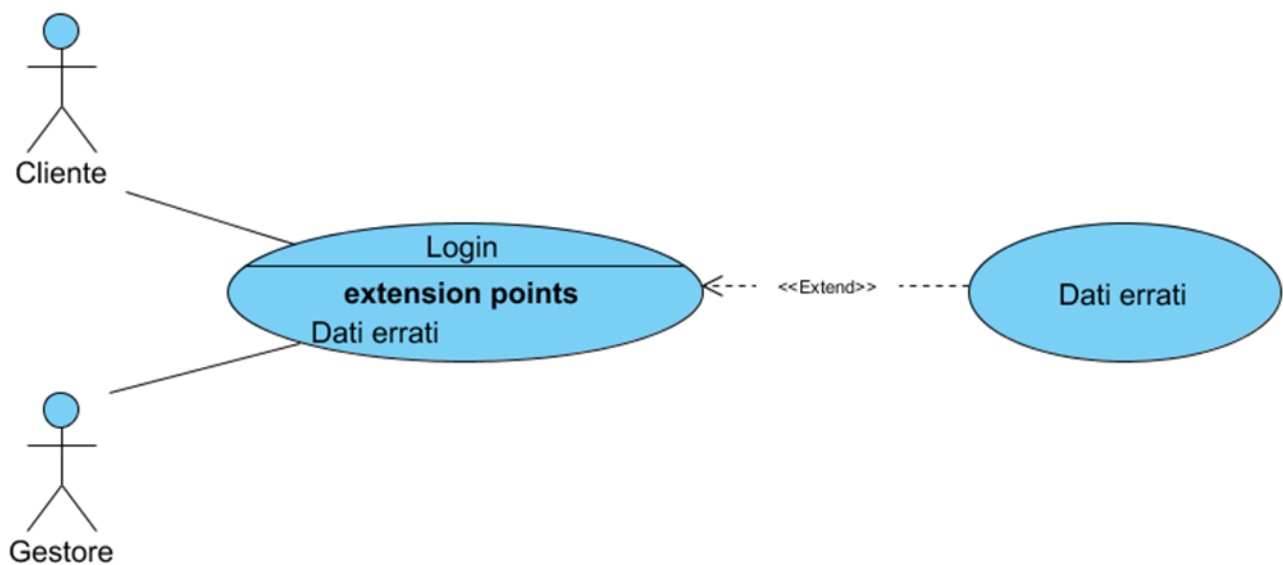 Cliente
Login
extension points
Dati errati
<<Extend>>
Dati errati
Gestore